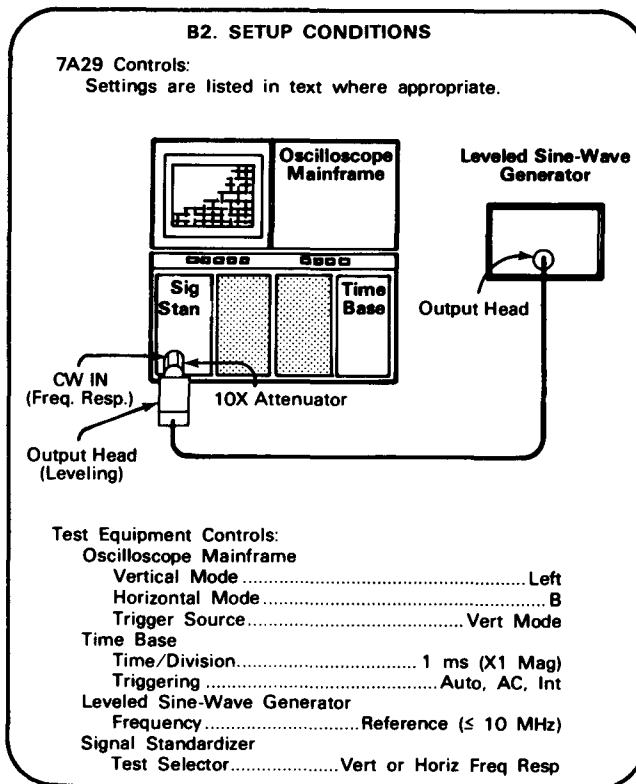 B2. SETUP CONDITIONS
7A29 Controls:
Settings are listed in text where appropriate.
Oscilloscope
Mainframe
Leveled Sine-Wave
Generator
Sig
Stan
Time
Base
Output Head
CW IN
(Freq. Resp.)
10X Attenuator
Output Head
(Leveling)
Test Equipment Controls:
Oscilloscope Mainframe
Vertical Mode ................................................ Left
Horizontal Mode ................................................ B
Trigger Source..................................... Vert Mode
Time Base
Time/Division............................... 1 ms (X1 Mag)
Triggering .......................................Auto, AC, Int
Leveled Sine-Wave Generator
Frequency ......................Reference (≤ 10 MHz)
Signal Standardizer
Test Selector.................Vert or Horiz Freq Resp